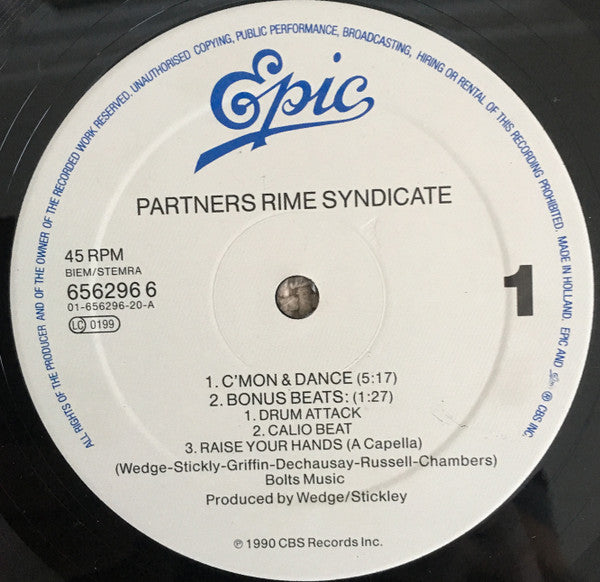 ALL RIGHTS OF THE PRODUCER AND OF THE OWNER OF THE RECORDED WORK RESERVED. UNAUTHORISED COPYING, PUBLIC PERFORMANCE, BROADCASTING, HIRING OR RENTAL OF THIS RECORDING PROHIBITED. MADE IN HOLLAND. EPIC AND Epic ® CBS INC.
Epic
PARTNERS RIME SYNDICATE
45 RPM
BIEM/STEMRA
656296 6
01-656296-20-A
LC 0199
1
1. C'MON & DANCE (5:17)
2. BONUS BEATS: (1:27)
1. DRUM ATTACK
2. CALIO BEAT
3. RAISE YOUR HANDS (A Capella)
(Wedge-Stickly-Griffin-Dechausay-Russell-Chambers)
Bolts Music
Produced by Wedge/Stickley
℗ 1990 CBS Records Inc.